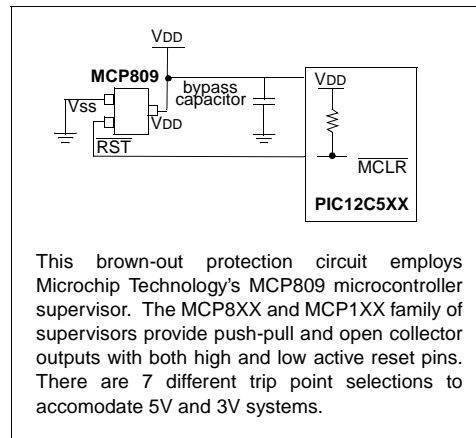 VDD
MCP809
bypass
capacitor
VDD
Vss
VDD
RST
MCLR
PIC12C5XX
This brown-out protection circuit employs
Microchip Technology's MCP809 microcontroller
supervisor. The MCP8XX and MCP1XX family of
supervisors provide push-pull and open collector
outputs with both high and low active reset pins.
There are 7 different trip point selections to
accomodate 5V and 3V systems.